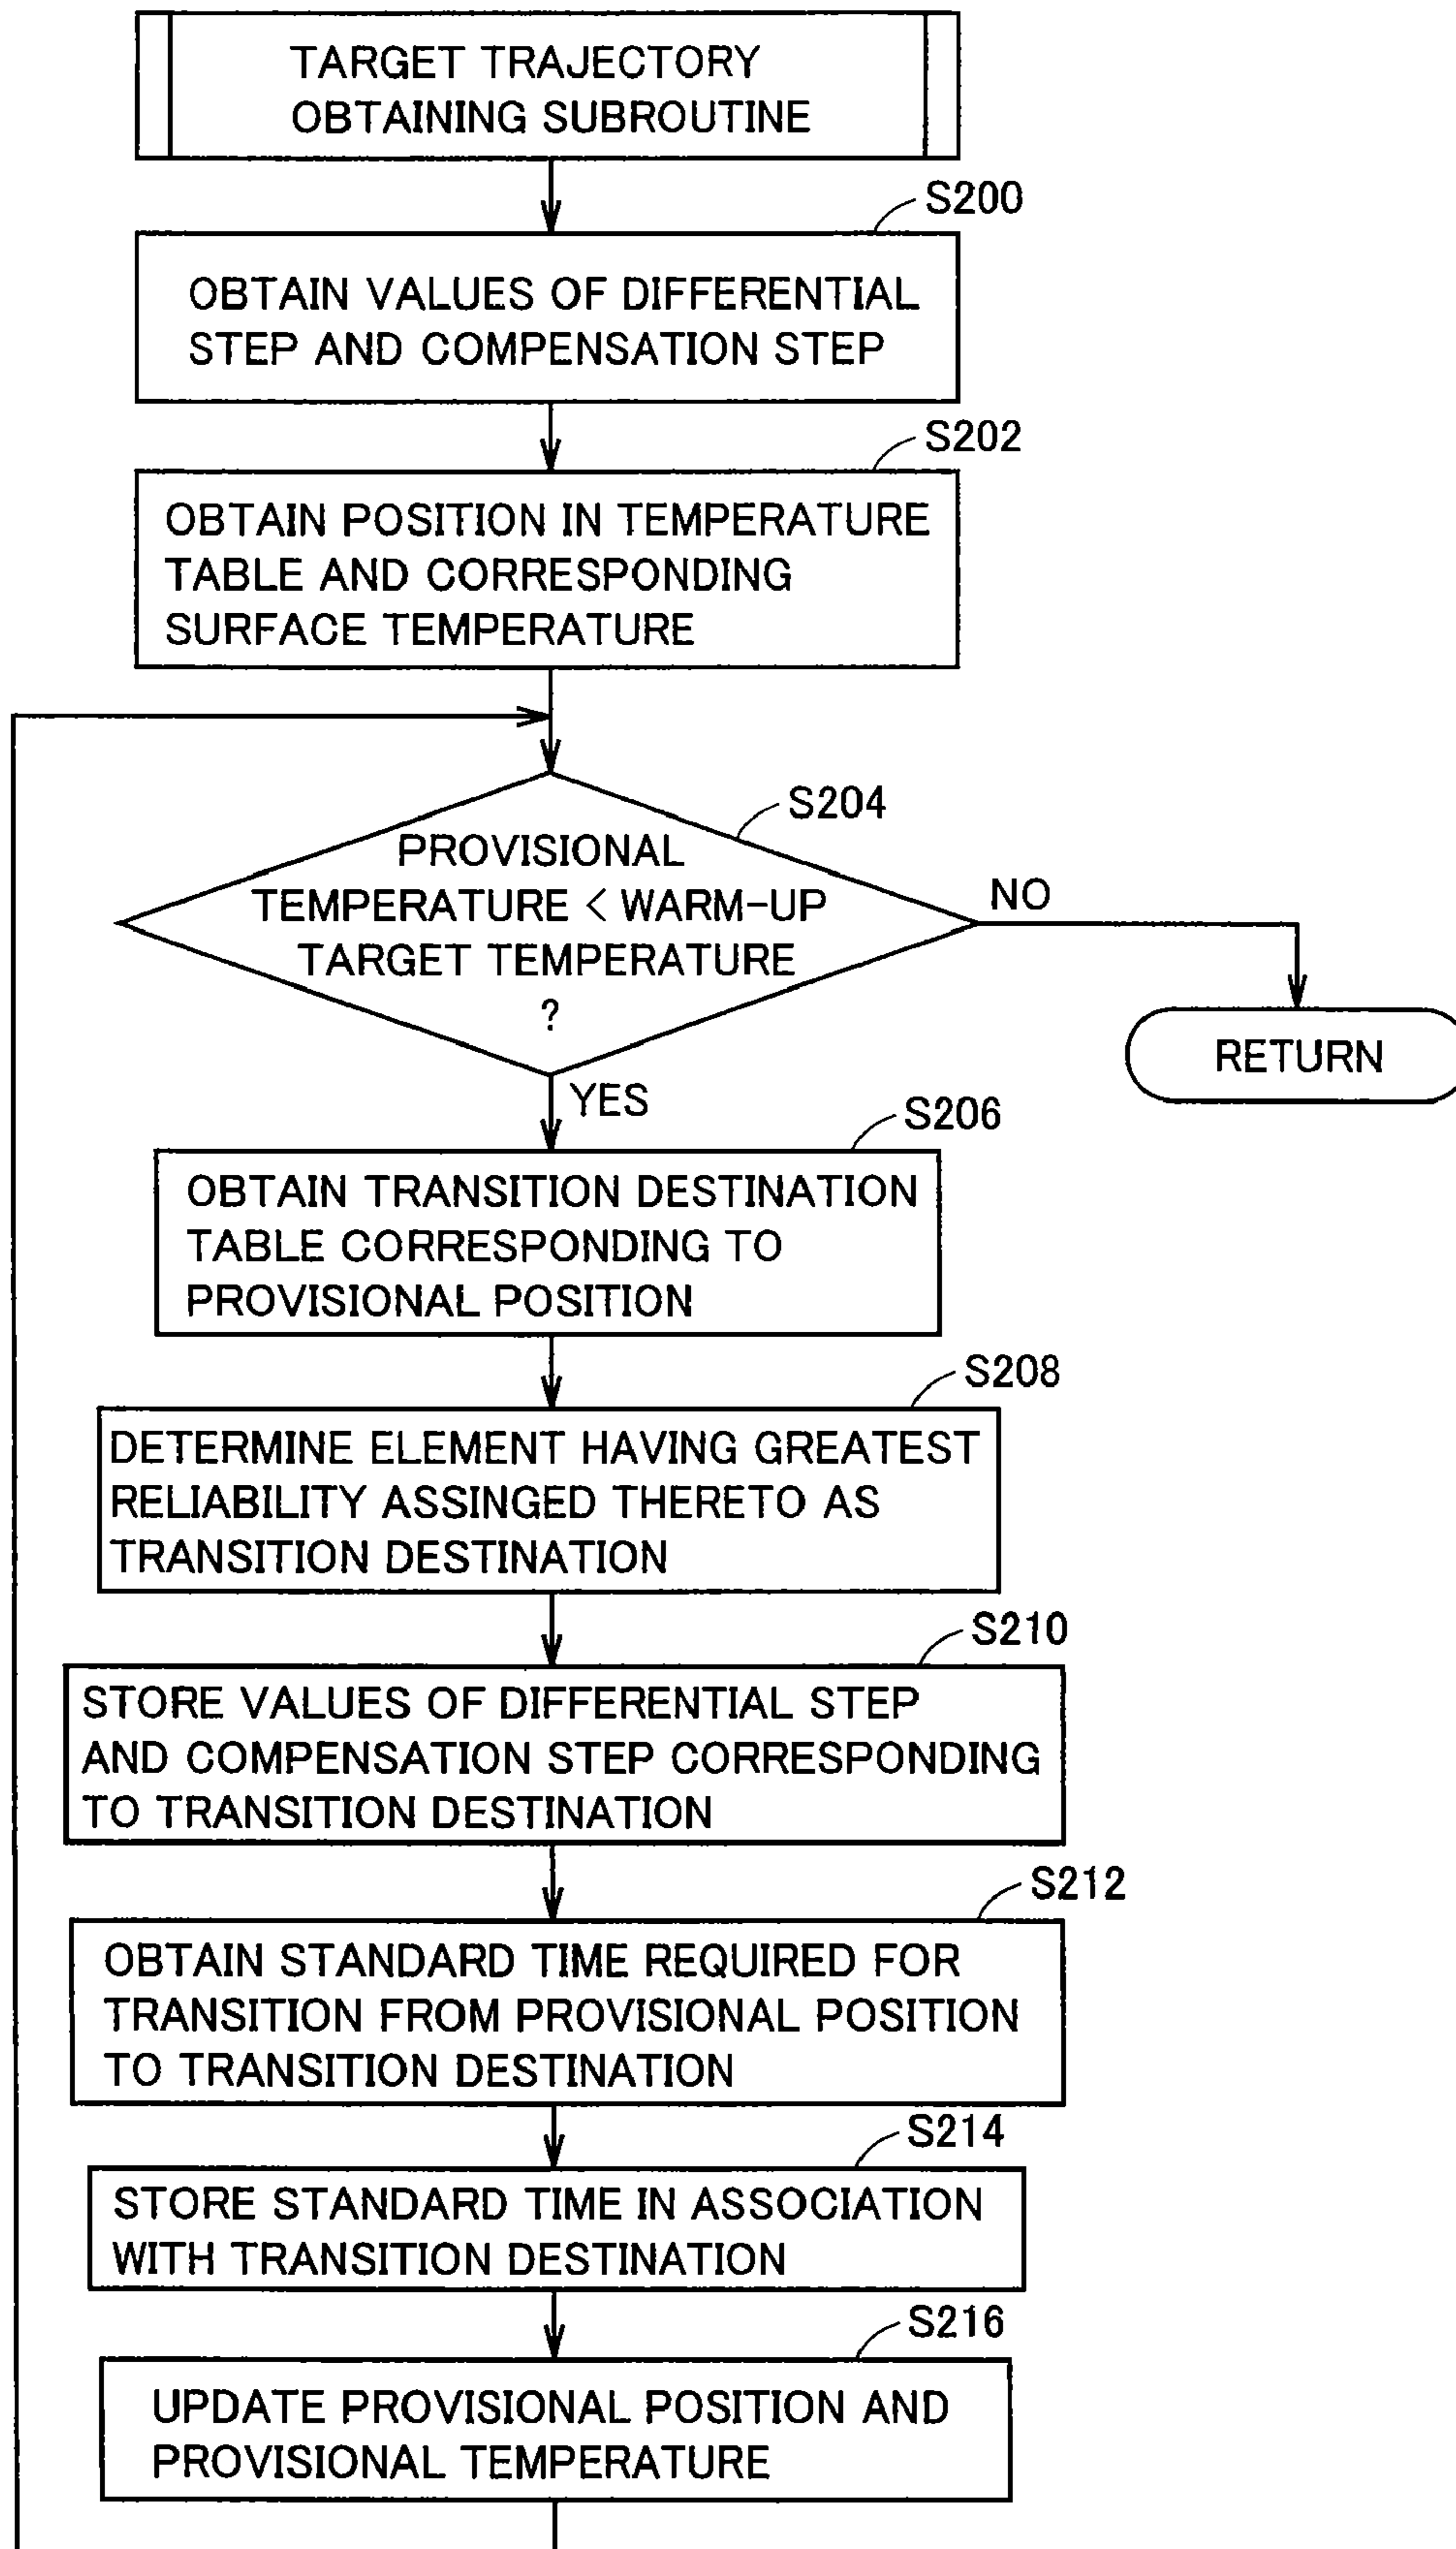 TARGET TRAJECTORY
OBTAINING SUBROUTINE
S200
OBTAIN VALUES OF DIFFERENTIAL
STEP AND COMPENSATION STEP
S202
OBTAIN POSITION IN TEMPERATURE
TABLE AND CORRESPONDING
SURFACE TEMPERATURE
S204
PROVISIONAL
TEMPERATURE < WARM-UP
TARGET TEMPERATURE
?
NO
RETURN
YES
S206
OBTAIN TRANSITION DESTINATION
TABLE CORRESPONDING TO
PROVISIONAL POSITION
S208
DETERMINE ELEMENT HAVING GREATEST
RELIABILITY ASSINGED THERETO AS
TRANSITION DESTINATION
S210
STORE VALUES OF DIFFERENTIAL STEP
AND COMPENSATION STEP CORRESPONDING
TO TRANSITION DESTINATION
S212
OBTAIN STANDARD TIME REQUIRED FOR
TRANSITION FROM PROVISIONAL POSITION
TO TRANSITION DESTINATION
S214
STORE STANDARD TIME IN ASSOCIATION
WITH TRANSITION DESTINATION
S216
UPDATE PROVISIONAL POSITION AND
PROVISIONAL TEMPERATURE